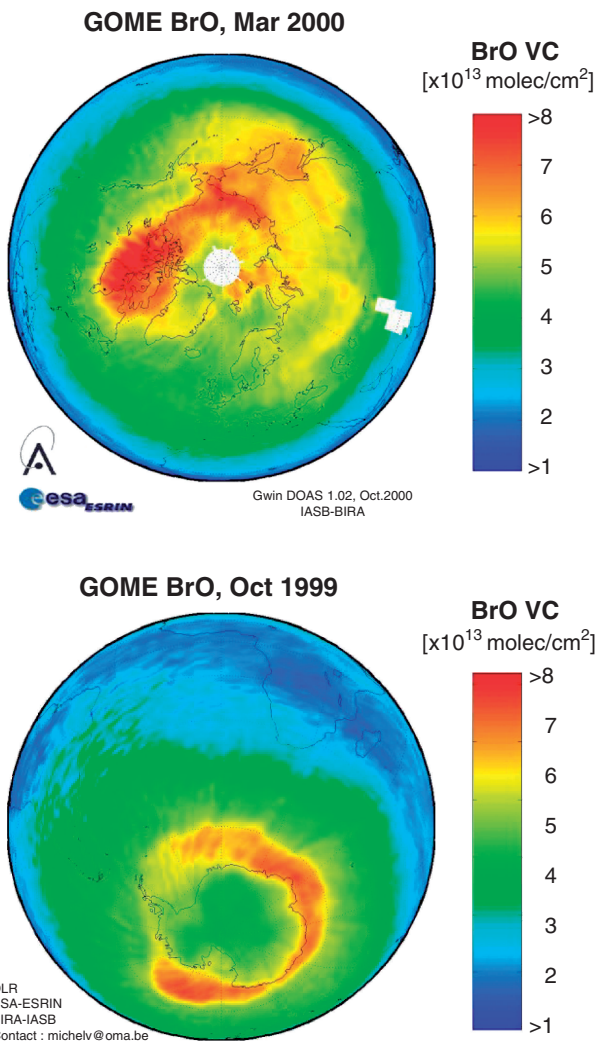 GOME BrO, Mar 2000
BrO VC
[x10¹³ molec/cm²]
>8
7
6
5
4
3
2
>1
esa ESRIN
Gwin DOAS 1.02, Oct.2000
IASB-BIRA
GOME BrO, Oct 1999
BrO VC
[x10¹³ molec/cm²]
>8
7
6
5
4
3
2
>1
LR
SA-ESRIN
IRA-IASB
ontact : michelv@oma.be